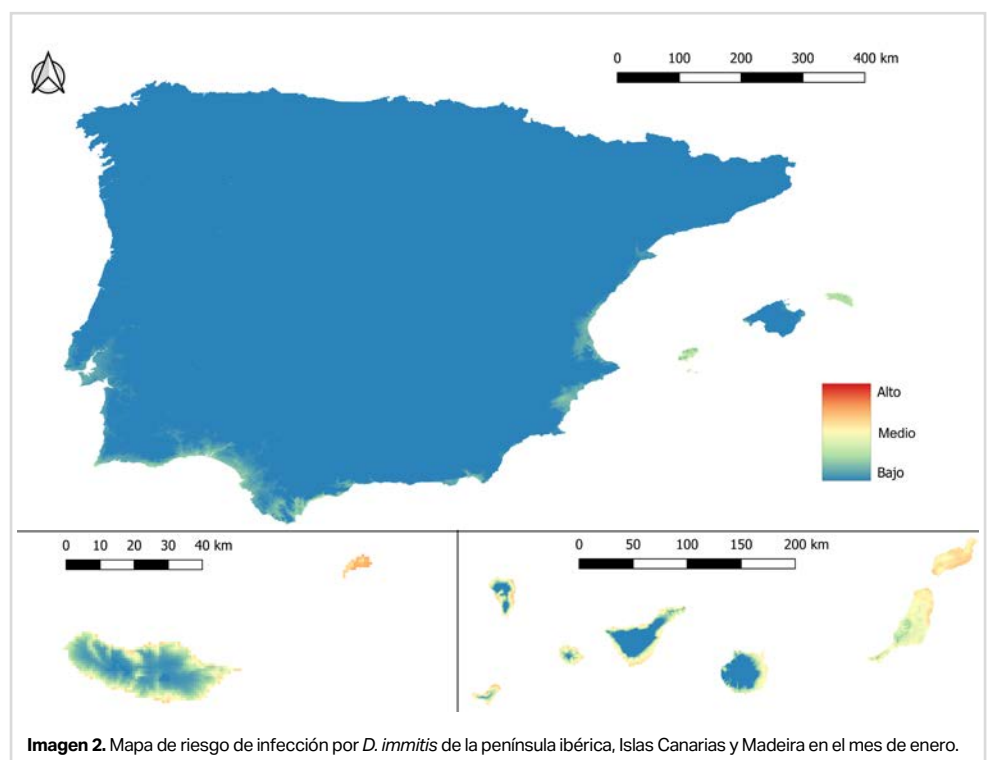 0 100 200 300 400 km
Alto
Medio
Bajo
0 10 20 30 40 km
0 50 100 150 200 km
Imagen 2. Mapa de riesgo de infección por D. immitis de la península ibérica, Islas Canarias y Madeira en el mes de enero.